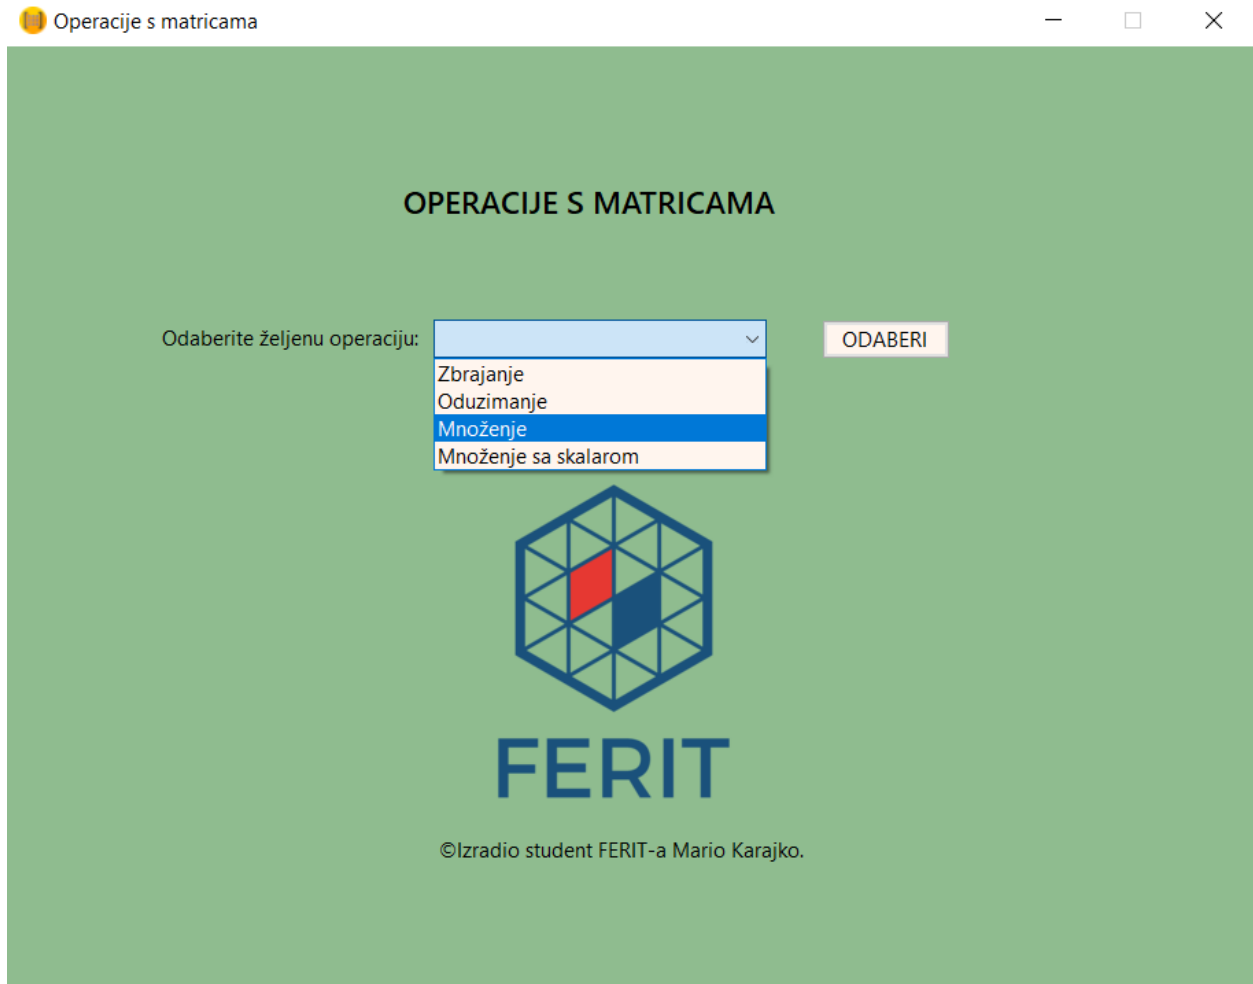 Operacije s matricama
OPERACIJE S MATRICAMA
Odaberite željenu operaciju:
ODABERI
Zbrajanje
Oduzimanje
Množenje
Množenje sa skalarom
FERIT
©Izradio student FERIT-a Mario Karajko.